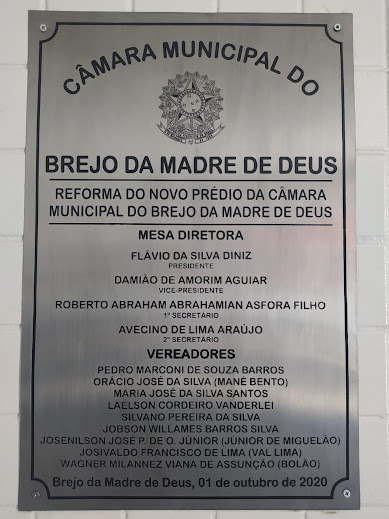 CÂMARA MUNICIPAL DO
BREJO DA MADRE DE DEUS
REFORMA DO NOVO PRÉDIO DA CÂMARA
MUNICIPAL DO BREJO DA MADRE DE DEUS
MESA DIRETORA
FLÁVIO DA SILVA DINIZ
PRESIDENTE
DAMIÃO DE AMORIM AGUIAR
VICE-PRESIDENTE
ROBERTO ABRAHAM ABRAHAMIAN ASFORA FILHO
1º SECRETÁRIO
AVECINO DE LIMA ARAÚJO
2º SECRETÁRIO
VEREADORES
PEDRO MARCONI DE SOUZA BARROS
ORÁCIO JOSÉ DA SILVA (MANÉ BENTO)
MARIA JOSÉ DA SILVA SANTOS
LAELSON CORDEIRO VANDERLEI
SILVANO PEREIRA DA SILVA
JOBSON WILLAMES BARROS SILVA
JOSENILSON JOSÉ P. DE O. JÚNIOR (JÚNIOR DE MIGUELÃO)
JOSIVALDO FRANCISCO DE LIMA (VAL LIMA)
WAGNER MILANNEZ VIANA DE ASSUNÇÃO (BOLÃO)
Brejo da Madre de Deus, 01 de outubro de 2020